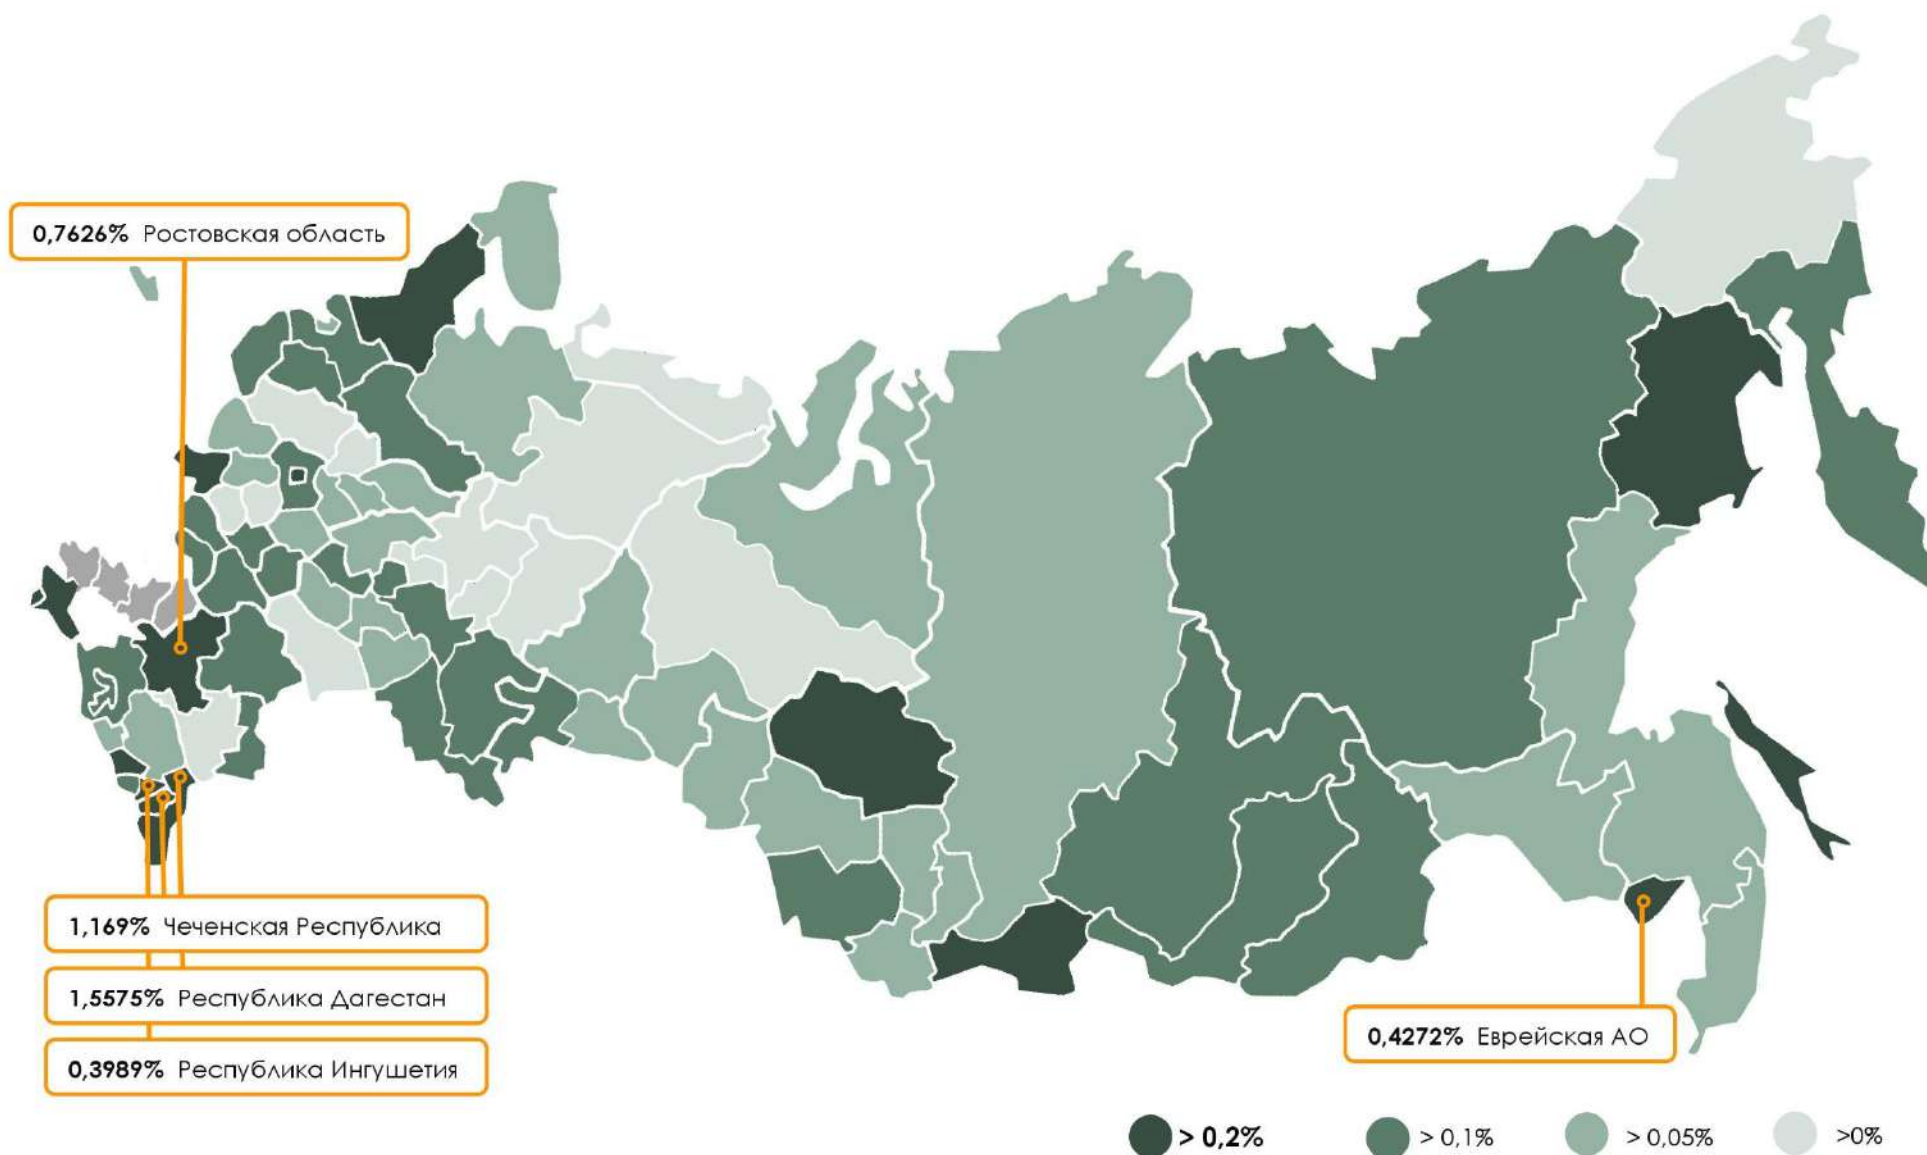 0,7626% Ростовская область
1,169% Чеченская Республика
1,5575% Республика Дагестан
0,3989% Республика Ингушетия
0,4272% Еврейская АО
> 0,2%
> 0,1%
> 0,05%
>0%